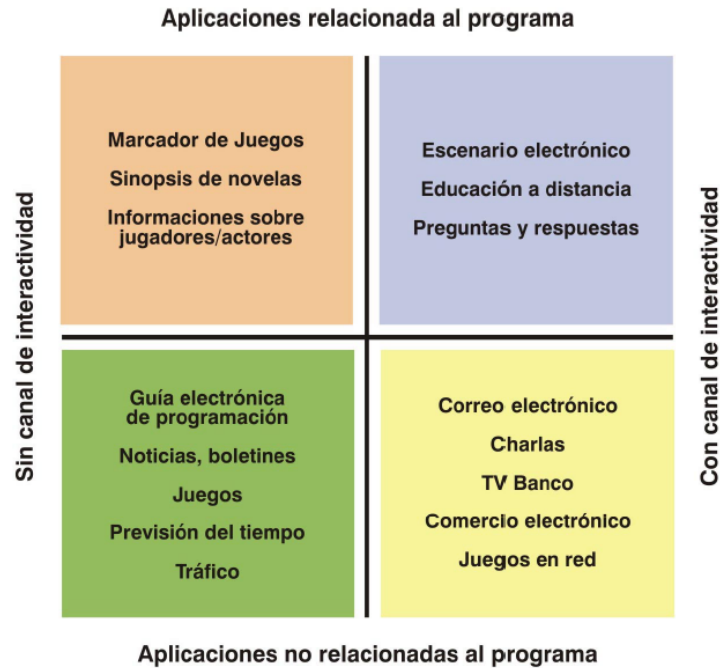 Aplicaciones relacionada al programa
Sin canal de interactividad
Marcador de Juegos
Sinopsis de novelas
Informaciones sobre
jugadores/actores
Escenario electrónico
Educación a distancia
Preguntas y respuestas
Con canal de interactividad
Guía electrónica
de programación
Noticias, boletines
Juegos
Previsión del tiempo
Tráfico
Correo electrónico
Charlas
TV Banco
Comercio electrónico
Juegos en red
Aplicaciones no relacionadas al programa